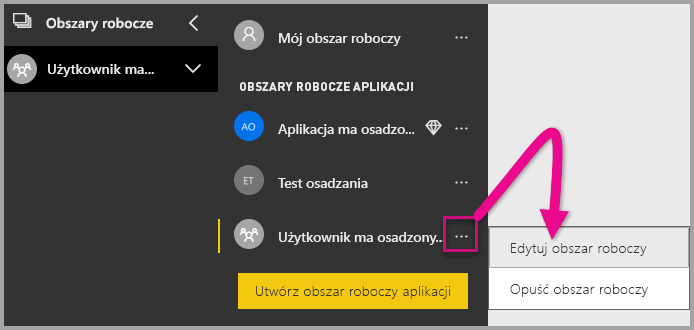 Obszary robocze
Użytkownik ma...
Mój obszar roboczy
...
OBSZARY ROBOCZE APLIKACJI
AO
Aplikacja ma osadzo...
...
ET
Test osadzania
...
Użytkownik ma osadzony...
...
Utwórz obszar roboczy aplikacji
Edytuj obszar roboczy
Opuść obszar roboczy